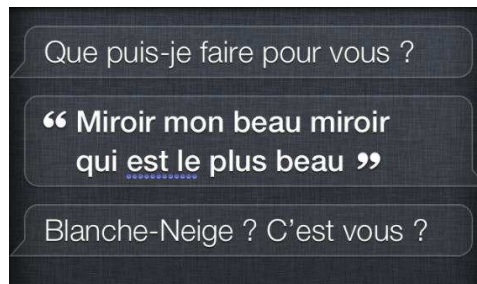 Que puis-je faire pour vous ?
“ Miroir mon beau miroir
qui est le plus beau ”
Blanche-Neige ? C’est vous ?